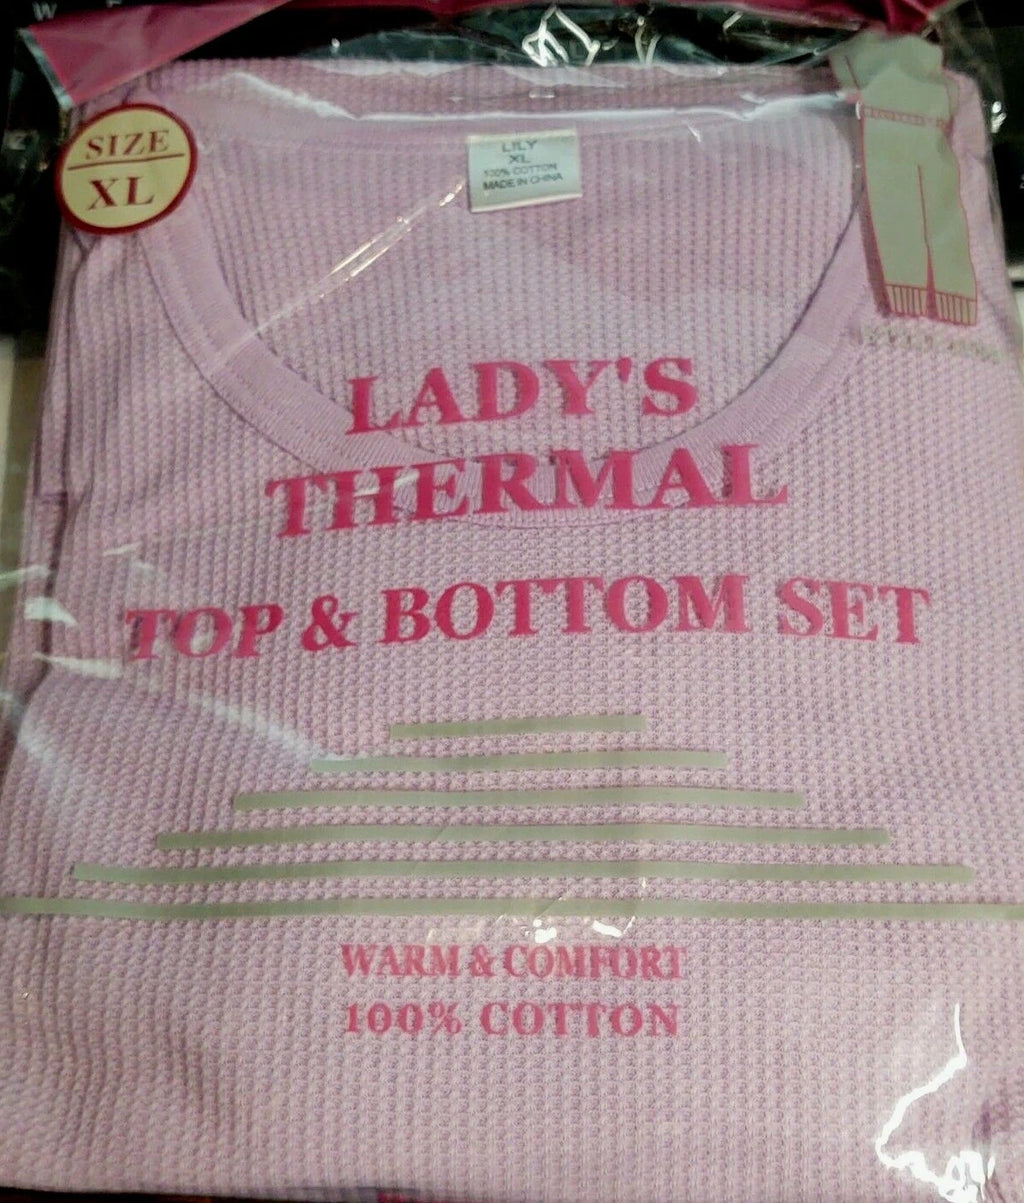 SIZE
XL
LILY
XL
100% COTTON
MADE IN CHINA
LADY'S
THERMAL
TOP & BOTTOM SET
WARM & COMFORT
100% COTTON